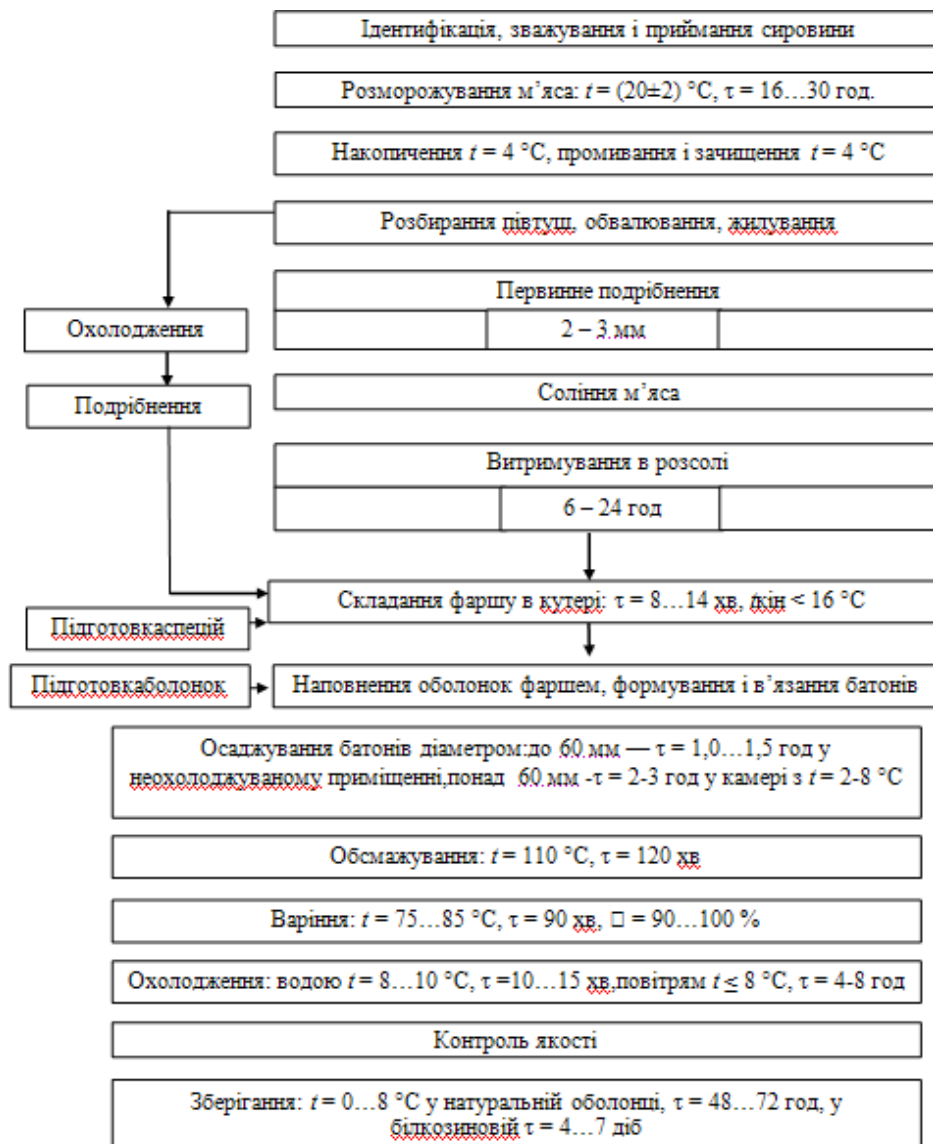 Ідентифікація, зважування і приймання сировини
Розморожування м’яса: t = (20±2) °С, τ = 16…30 год.
Накопичення t = 4 °С, промивання і зачищення t = 4 °С
Розбирання півтуш, обвалювання, жилування
Первинне подрібнення
2 – 3 мм
Охолодження
Подрібнення
Соління м’яса
Витримування в розсолі
6 – 24 год
Складання фаршу в кутері: τ = 8…14 хв, tкін < 16 °С
Підготовкаспецій
Підготовкаболонок
Наповнення оболонок фаршем, формування і в’язання батонів
Осаджування батонів діаметром:до 60 мм — τ = 1,0…1,5 год у
неохолоджуваному приміщенні,понад 60 мм -τ = 2-3 год у камері з t = 2-8 °С
Обсмажування: t = 110 °С, τ = 120 хв
Варіння: t = 75…85 °С, τ = 90 хв, □ = 90…100 %
Охолодження: водою t = 8…10 °С, τ =10…15 хв,повітрям t ≤ 8 °С, τ = 4-8 год
Контроль якості
Зберігання: t = 0…8 °С у натуральній оболонці, τ = 48…72 год, у
білкозиновій τ = 4…7 діб